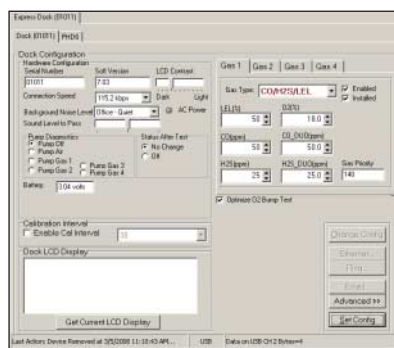 Express Dock (01011)
Dock (01011) PHD6
Dock Configuration
Hardware Configuration
Serial Number Soft Version LCD Contrast
01011 7.03
Connection Speed 115.2 kbps Dark Light
Background Noise Level Office - Quiet AC Power
Sound Level to Pass
Pump Diagnostics Status After Test
Pump Off No Change
Pump Air Off
Pump Gas 1 Pump Gas 3
Pump Gas 2 Pump Gas 4
Battery 3.04 volts
Calibration Interval
Enable Cal Interval 30
Dock LCD Display
Get Current LCD Display
Gas 1 Gas 2 Gas 3 Gas 4
Gas Type: CO/H2S/LEL Enabled
Installed
LEL(%) O2(%)
50 18.0
CO(ppm) CO_DUO(ppm)
50 50.0
H2S(ppm) H2S_DUO(ppm) Gas Priority
25 25.0 140
Optimize O2 Bump Test
Change Config
Ethernet...
Ping...
Email
Advanced >>
Set Config
Last Action: Device Removed at 3/5/2008 11:18:43 AM... USB Data on USB CH 2 Bytes=4